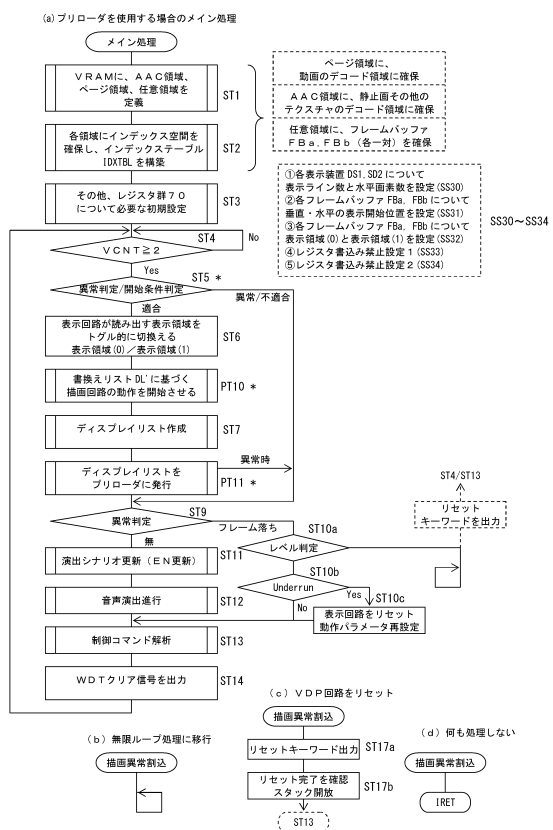 (a)プリローダを使用する場合のメイン処理
メイン処理
ＶＲＡＭに、ＡＡＣ領域、
ページ領域、任意領域を
定義
ST1
各領域にインデックス空間を
確保し、インデックステーブル
IDXTBLを構築
ST2
その他、レジスタ群７０
について必要な初期設定
ST3
ページ領域に、
動画のデコード領域に確保
ＡＡＣ領域に、静止画その他の
テクスチャのデコード領域に確保
任意領域に、フレームバッファ
ＦＢa，ＦＢb（各一対）を確保
①各表示装置 DS1，SD2 について
表示ライン数と水平画素数を設定(SS30)
②各フレームバッファ FBa，FBb について
垂直・水平の表示開始位置を設定(SS31)
③各フレームバッファ FBa，FBb について
表示領域(0)と表示領域(1)を設定(SS32)
④レジスタ書込み禁止設定１(SS33)
⑤レジスタ書込み禁止設定２(SS34)
SS30～SS34
ST4
ＶＣＮＴ≧２
No
Yes
ST5 *
異常判定/開始条件判定
異常/不適合
適合
表示回路が読み出す表示領域を
トグル的に切換える
表示領域(0)／表示領域(1)
ST6
書換えリストDL'に基づく
描画回路の動作を開始させる
PT10 *
ディスプレイリスト作成
ST7
ディスプレイリストを
プリローダに発行
異常時
PT11 *
ST9
異常判定
フレーム落ち
無
ST10a
レベル判定
ST4/ST13
リセット
キーワードを出力
演出シナリオ更新（ＥＮ更新）
ST11
ST10b
Underrun
Yes
No
ST10c
表示回路をリセット
動作パラメータ再設定
音声演出進行
ST12
制御コマンド解析
ST13
ＷＤＴクリア信号を出力
ST14
(b) 無限ループ処理に移行
描画異常割込
(c) ＶＤＰ回路をリセット
描画異常割込
リセットキーワード出力
ST17a
リセット完了を確認
スタック開放
ST17b
ST13
(d) 何も処理しない
描画異常割込
IRET